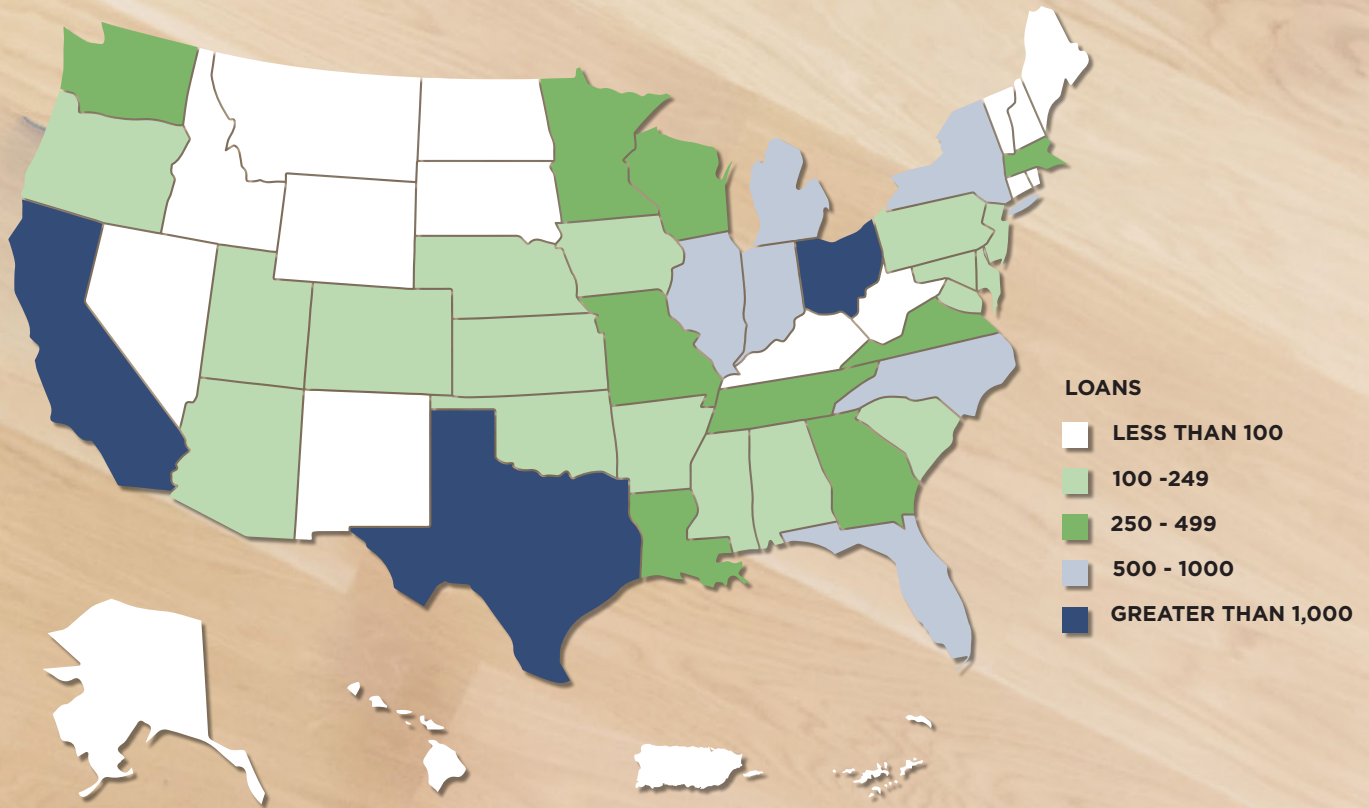 LOANS
LESS THAN 100
100 -249
250 - 499
500 - 1000
GREATER THAN 1,000